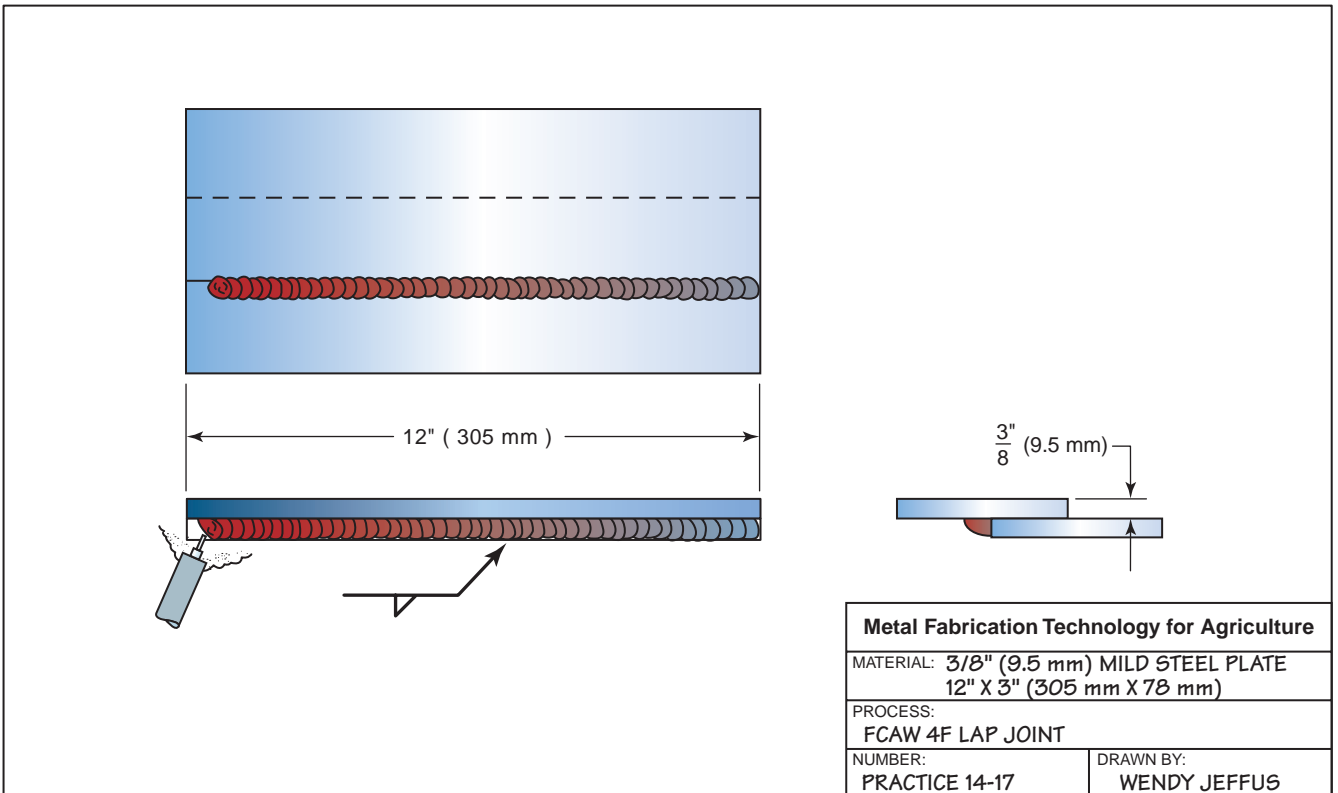 12" ( 305 mm )
3"
8 (9.5 mm)
Metal Fabrication Technology for Agriculture
MATERIAL: 3/8" (9.5 mm) MILD STEEL PLATE
12" X 3" (305 mm X 78 mm)
PROCESS:
FCAW 4F LAP JOINT
NUMBER:
PRACTICE 14-17
DRAWN BY:
WENDY JEFFUS